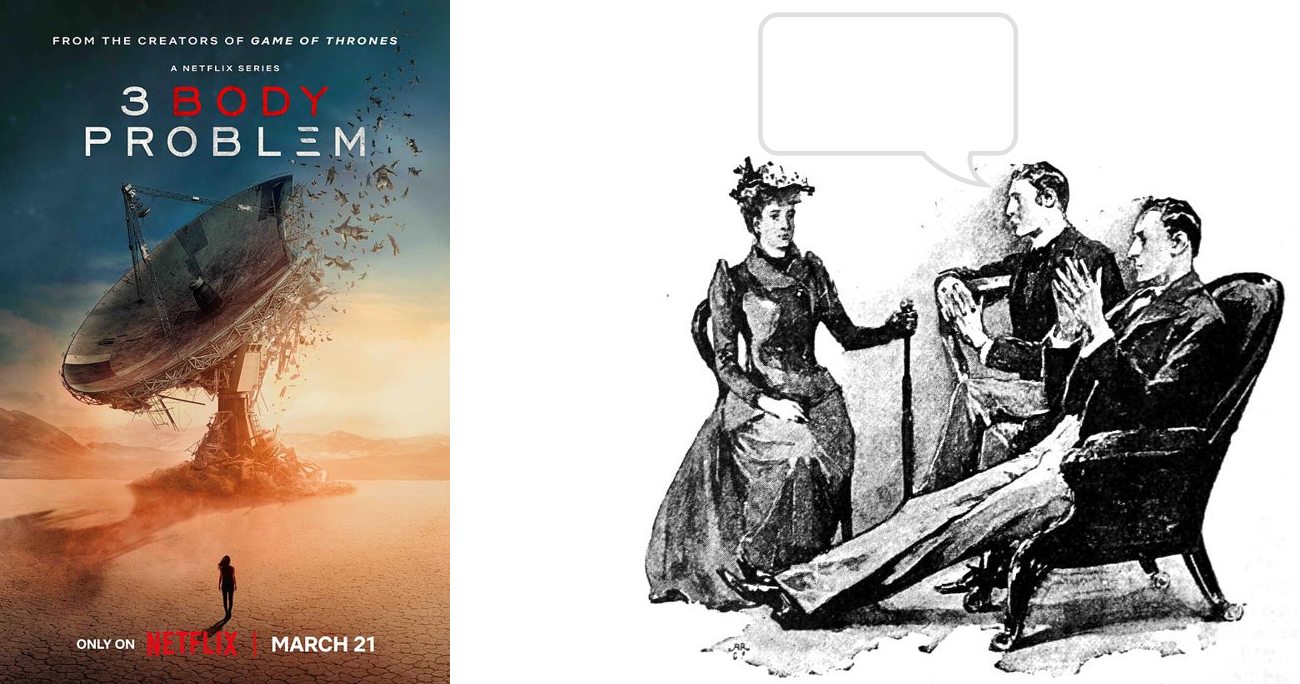 FROM THE CREATORS OF GAME OF THRONES
A NETFLIX SERIES
3 BODY
PROBLEM
ONLY ON NETFLIX | MARCH 21